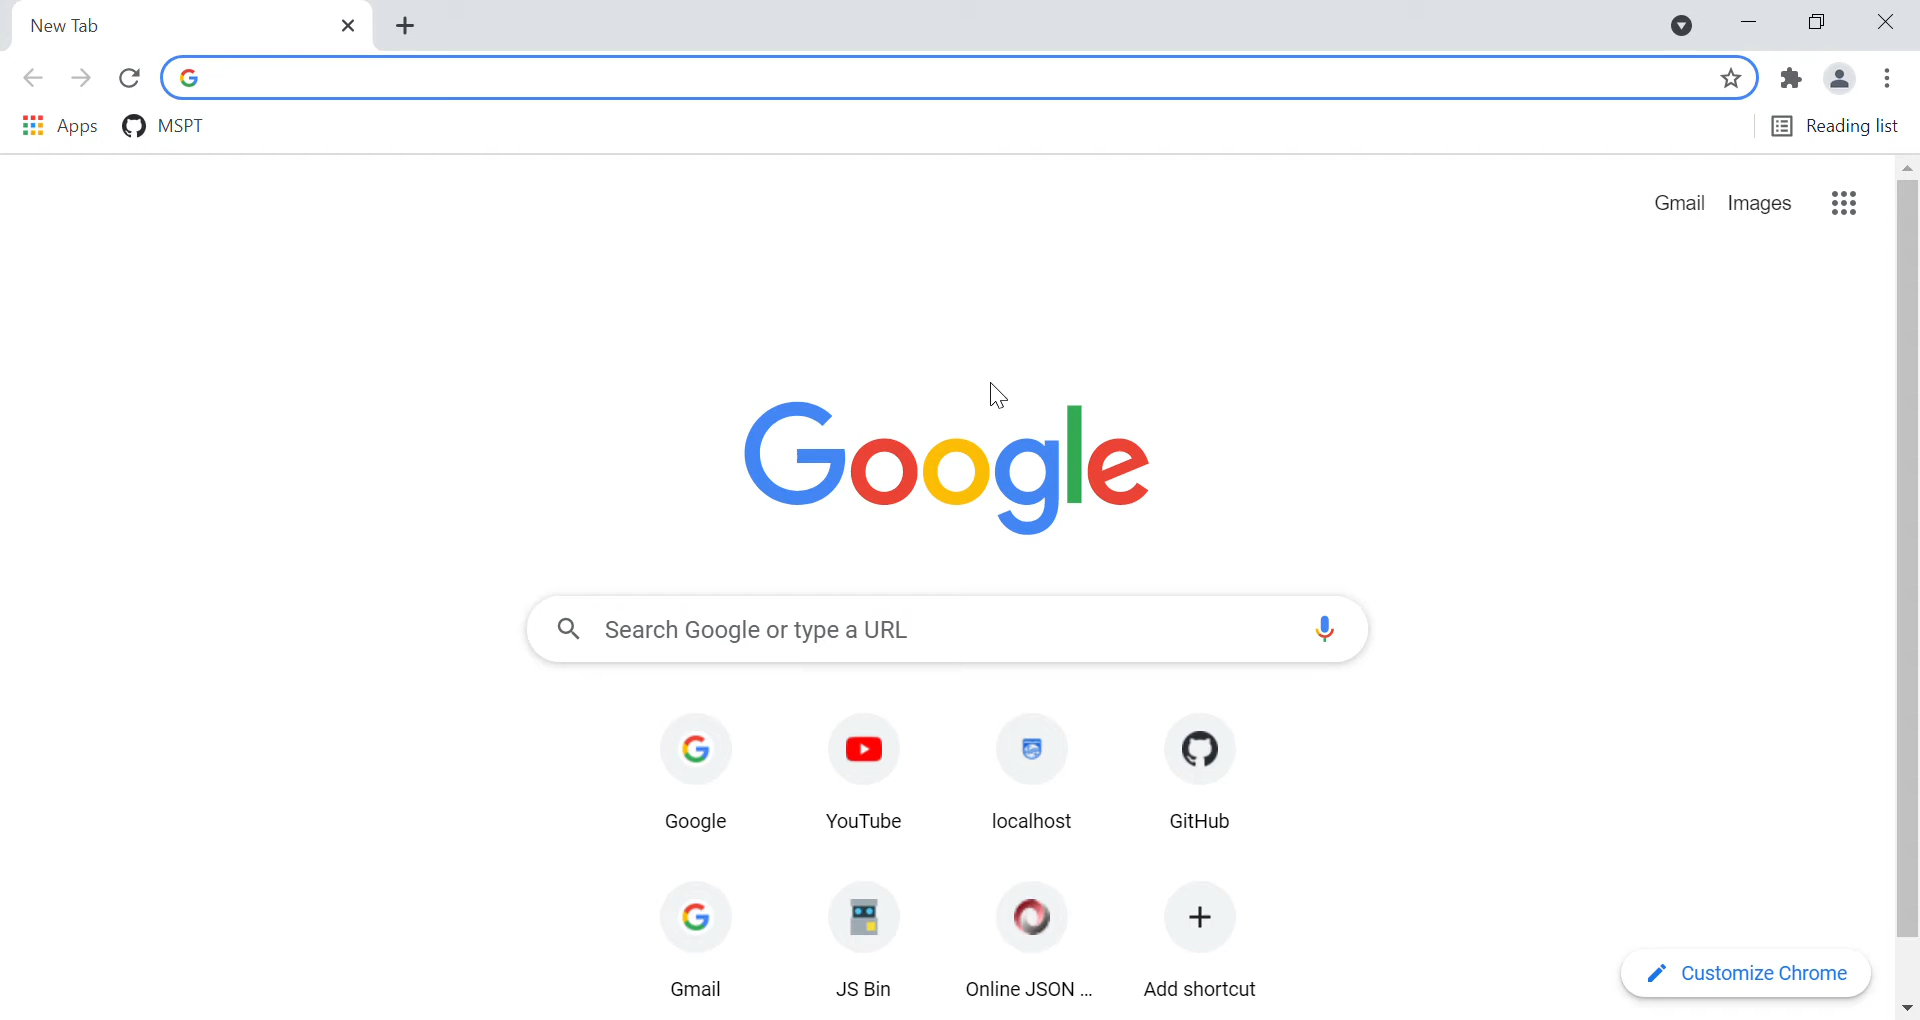 New Tab
Apps MSPT Reading list
Gmail Images
Google
Search Google or type a URL
Google YouTube localhost GitHub
Gmail JS Bin Online JSON ... Add shortcut
Customize Chrome